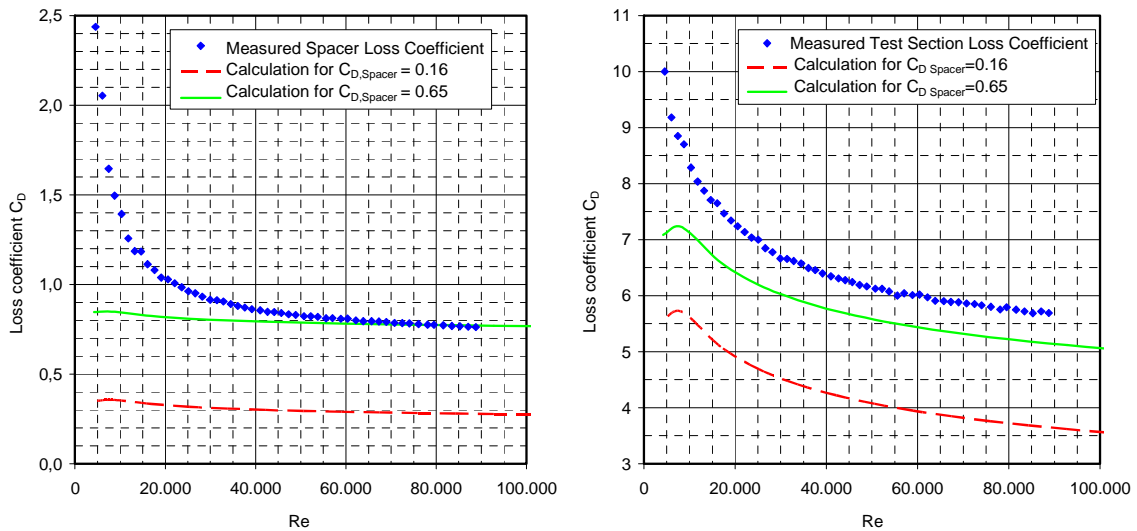 2,5
2,0
1,5
1,0
0,5
0,0
Loss coefficient C_D
Measured Spacer Loss Coefficient
Calculation for C_D,Spacer = 0.16
Calculation for C_D,Spacer = 0.65
0
20.000
40.000
60.000
80.000
100.000
Re
11
10
9
8
7
6
5
4
3
Loss coefficient C_D
Measured Test Section Loss Coefficient
Calculation for C_D Spacer=0.16
Calculation for C_D Spacer=0.65
0
20.000
40.000
60.000
80.000
100.000
Re